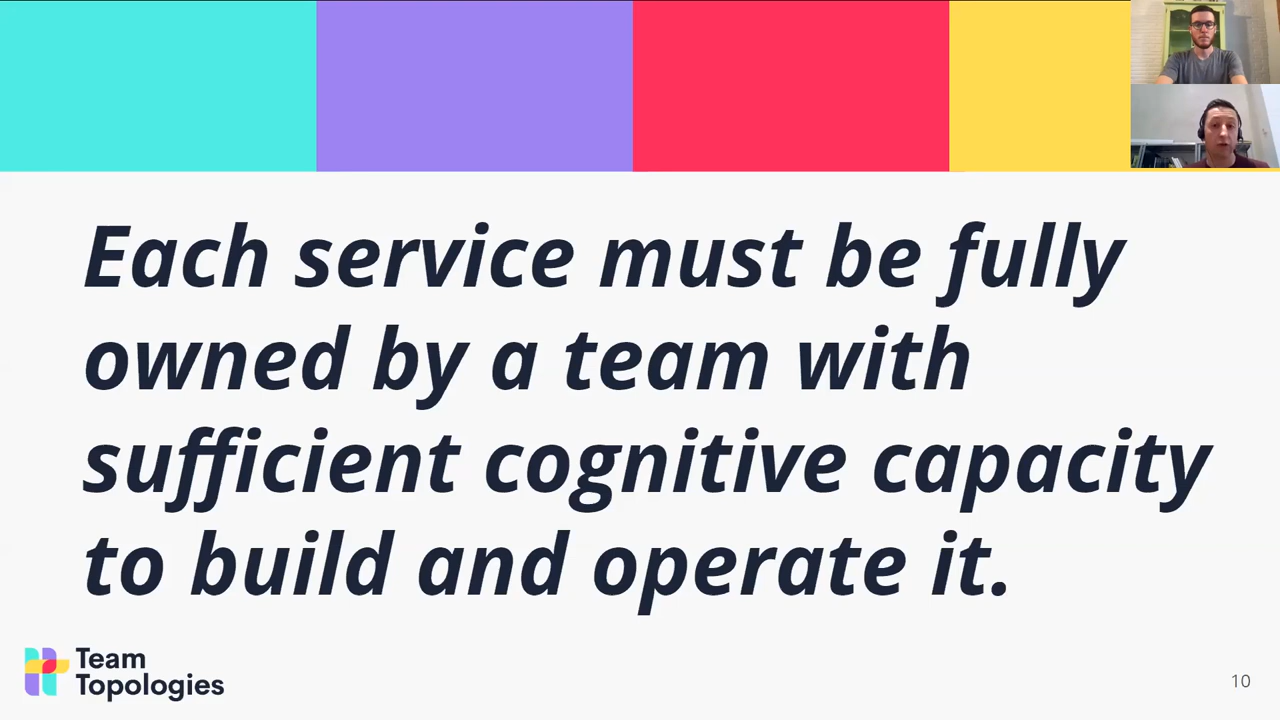 Each service must be fully
owned by a team with
sufficient cognitive capacity
to build and operate it.
Team
Topologies
10